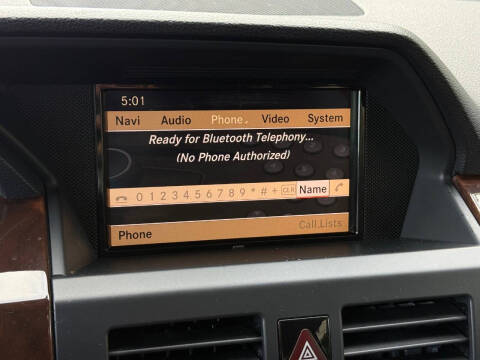 5:01
Navi Audio Phone Video System
Ready for Bluetooth Telephony...
(No Phone Authorized)
0 1 2 3 4 5 6 7 8 9 * # + CLR Name
Phone Call Lists